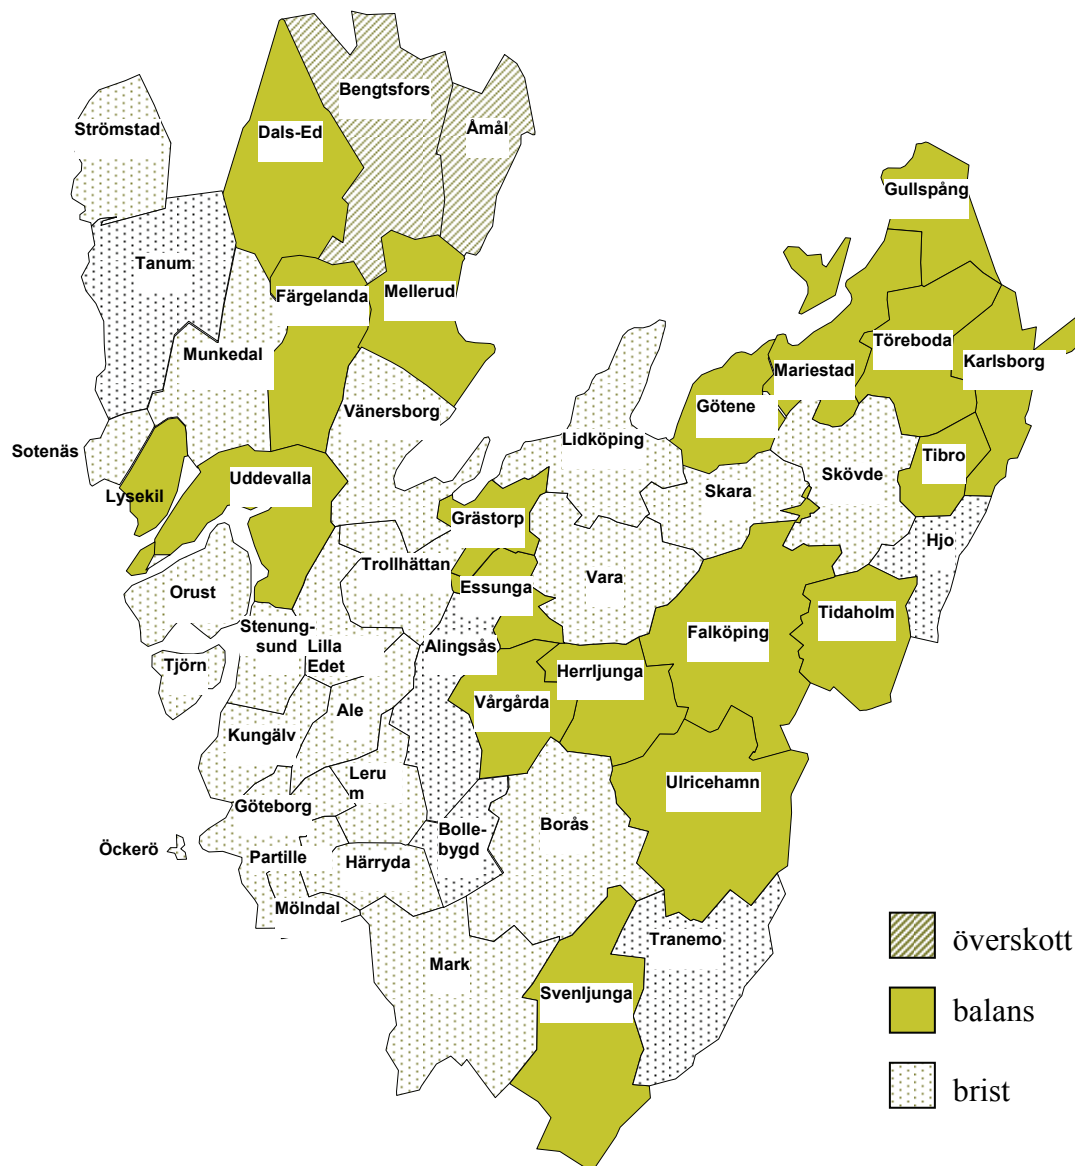 Bengtsfors
Strömstad
Dals-Ed
Åmål
Gullspång
Tanum
Färgelanda
Mellerud
Töreboda
Munkedal
Mariestad
Karlsborg
Vänersborg
Götene
Sotenäs
Lidköping
Tibro
Skövde
Uddevalla
Lysekil
Skara
Grästorp
Hjo
Trollhättan
Vara
Orust
Essunga
Tidaholm
Stenung-
sund
Falköping
Lilla
Edet
Alingsås
Tjörn
Herrljunga
Vårgårda
Ale
Kungälv
Leru
m
Ulricehamn
Göteborg
Bolle-
bygd
Borås
Öckerö
Partille
Härryda
Mölndal
Tranemo
Mark
Svenljunga
överskott
balans
brist